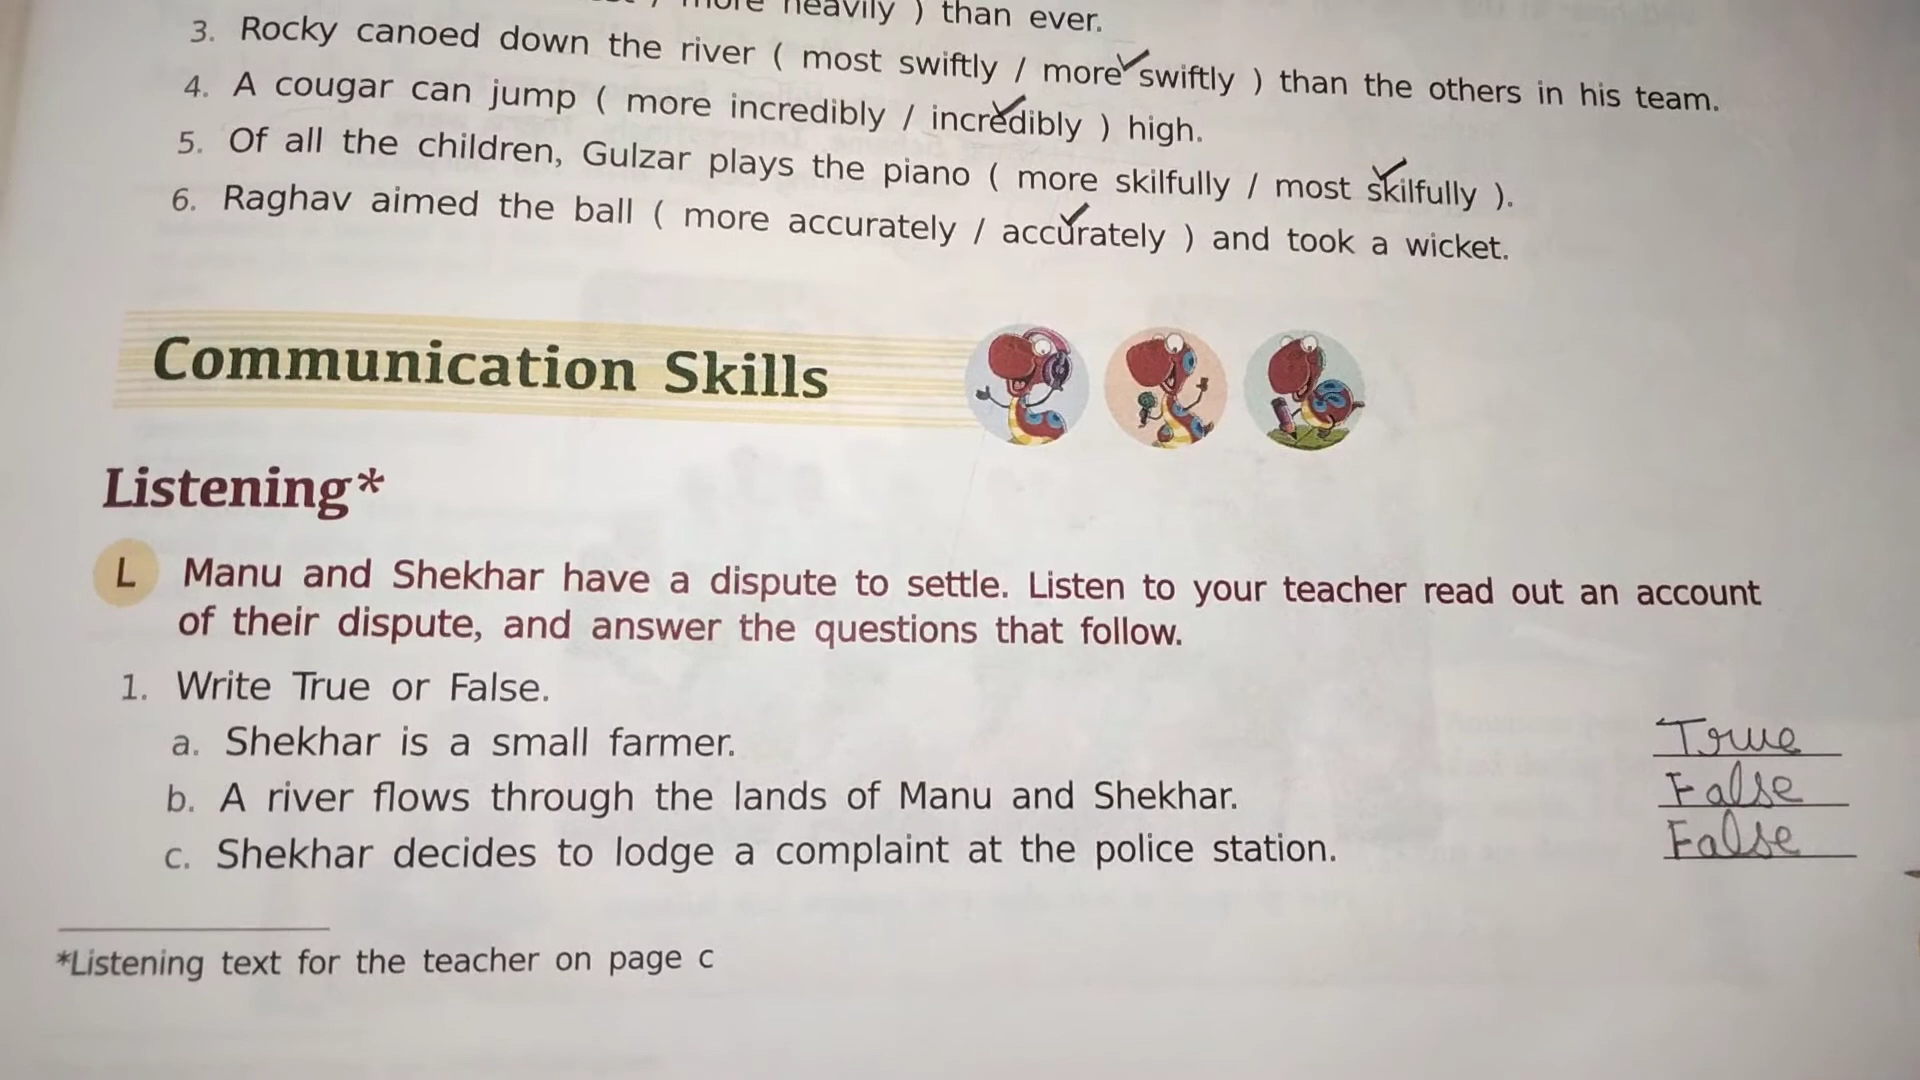 heavily ) than ever.
3. Rocky canoed down the river ( most swiftly / more swiftly ) than the others in his team.
4. A cougar can jump ( more incredibly / incredibly ) high.
5. Of all the children, Gulzar plays the piano ( more skilfully / most skilfully ).
6. Raghav aimed the ball ( more accurately / accurately ) and took a wicket.
Communication Skills
Listening*
L Manu and Shekhar have a dispute to settle. Listen to your teacher read out an account
of their dispute, and answer the questions that follow.
1. Write True or False.
a. Shekhar is a small farmer. True
b. A river flows through the lands of Manu and Shekhar. False
c. Shekhar decides to lodge a complaint at the police station. False
*Listening text for the teacher on page c